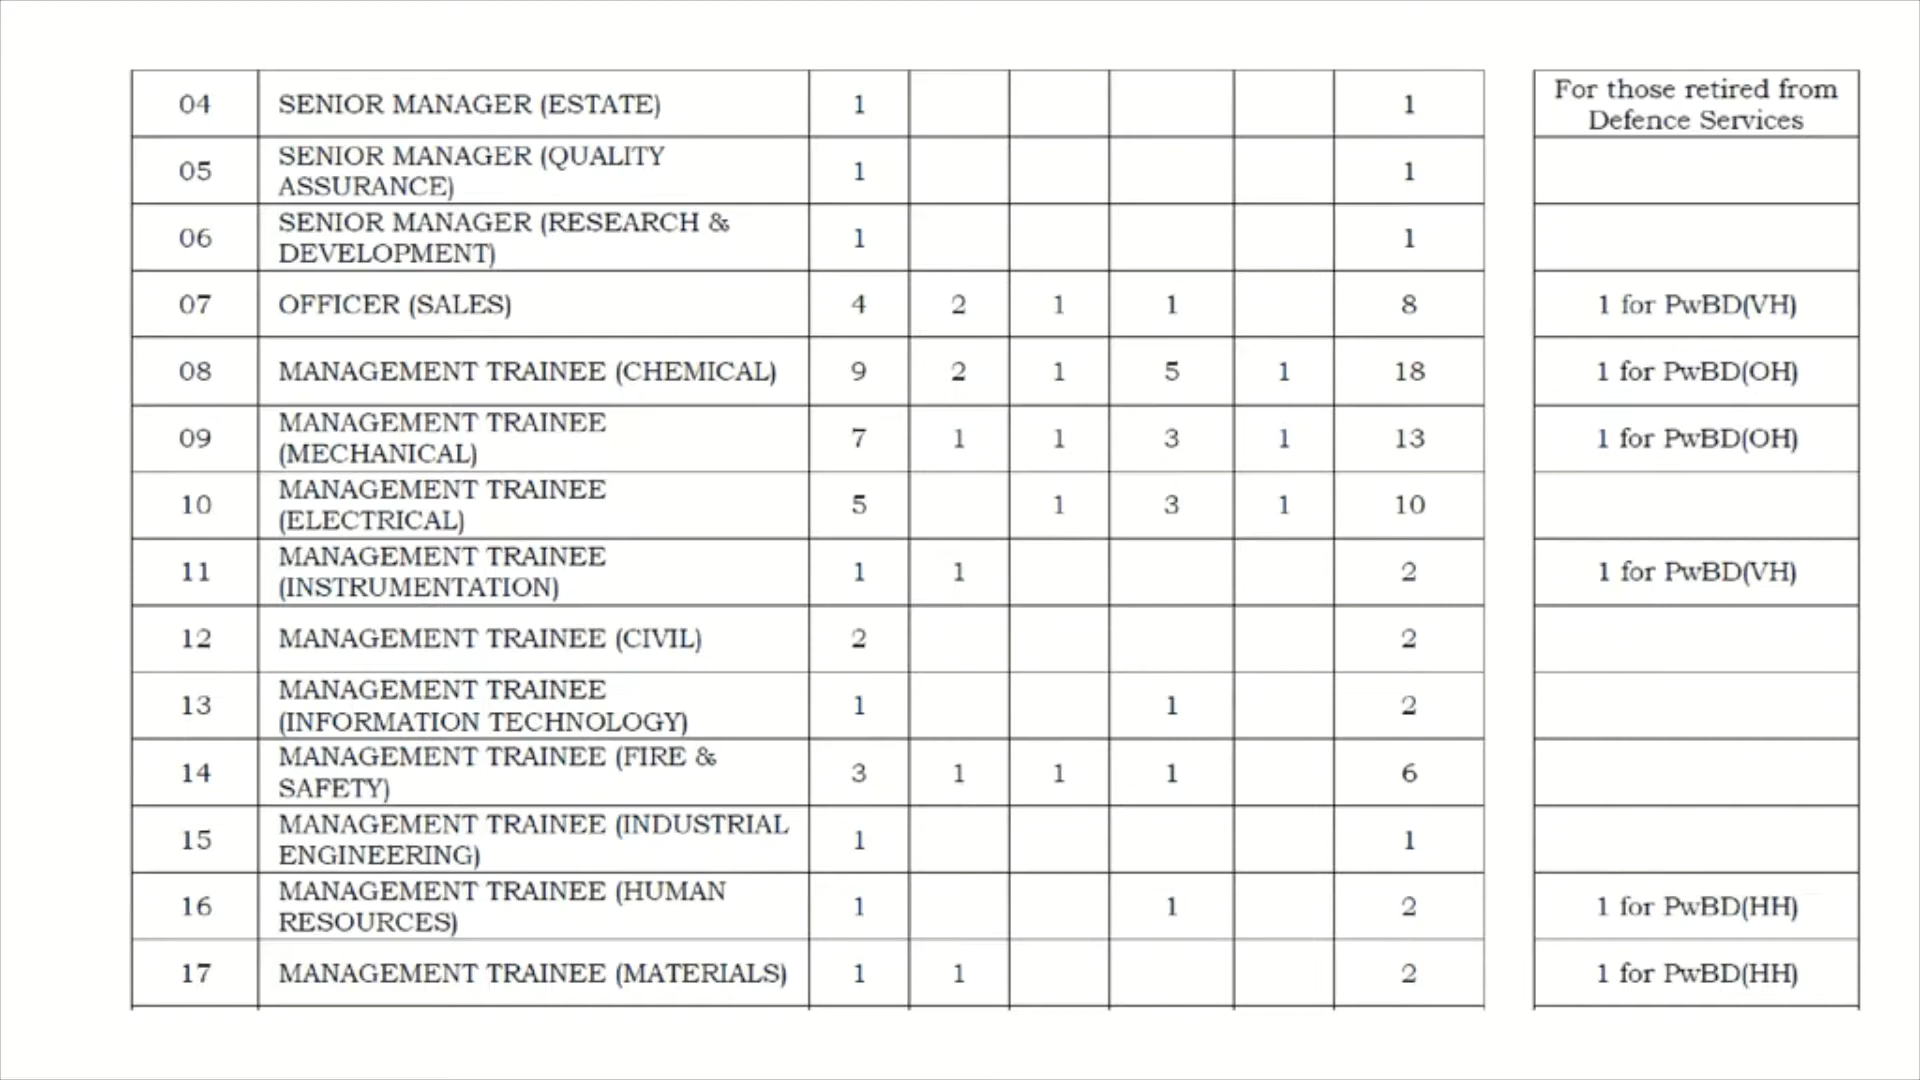 04 SENIOR MANAGER (ESTATE) 1 1 For those retired from
Defence Services
05 SENIOR MANAGER (QUALITY
ASSURANCE) 1 1
06 SENIOR MANAGER (RESEARCH &
DEVELOPMENT) 1 1
07 OFFICER (SALES) 4 2 1 1 8 1 for PwBD(VH)
08 MANAGEMENT TRAINEE (CHEMICAL) 9 2 1 5 1 18 1 for PwBD(OH)
09 MANAGEMENT TRAINEE
(MECHANICAL) 7 1 1 3 1 13 1 for PwBD(OH)
10 MANAGEMENT TRAINEE
(ELECTRICAL) 5 1 3 1 10
11 MANAGEMENT TRAINEE
(INSTRUMENTATION) 1 1 2 1 for PwBD(VH)
12 MANAGEMENT TRAINEE (CIVIL) 2 2
13 MANAGEMENT TRAINEE
(INFORMATION TECHNOLOGY) 1 1 2
14 MANAGEMENT TRAINEE (FIRE &
SAFETY) 3 1 1 1 6
15 MANAGEMENT TRAINEE (INDUSTRIAL
ENGINEERING) 1 1
16 MANAGEMENT TRAINEE (HUMAN
RESOURCES) 1 1 2 1 for PwBD(HH)
17 MANAGEMENT TRAINEE (MATERIALS) 1 1 2 1 for PwBD(HH)